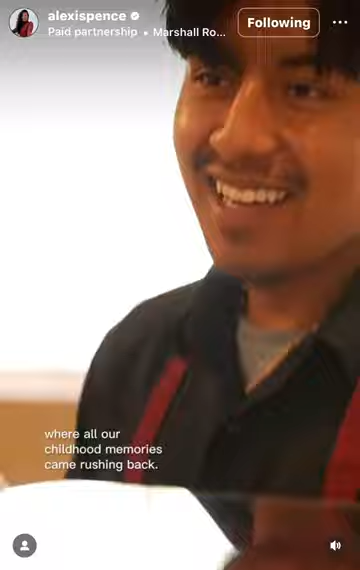 alexispence
Following
Paid partnership • Marshall Ro...
where all our
childhood memories
came rushing back.